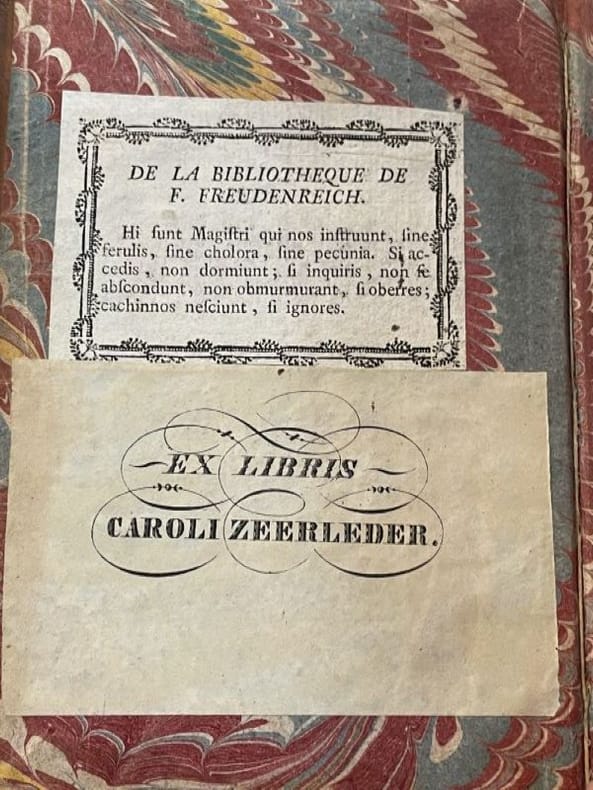 DE LA BIBLIOTHEQUE DE
F. FREUDENREICH.
Hi ſunt Magiſtri qui nos inſtruunt, ſine
ferulis, ſine cholora, ſine pecunia. Si ac-
cedis, non dormiunt; ſi inquiris, non ſe
abſcondunt, non obmurmurant, ſi oberres;
cachinnos neſciunt, ſi ignores.
EX LIBRIS
CAROLI ZEERLEDER.